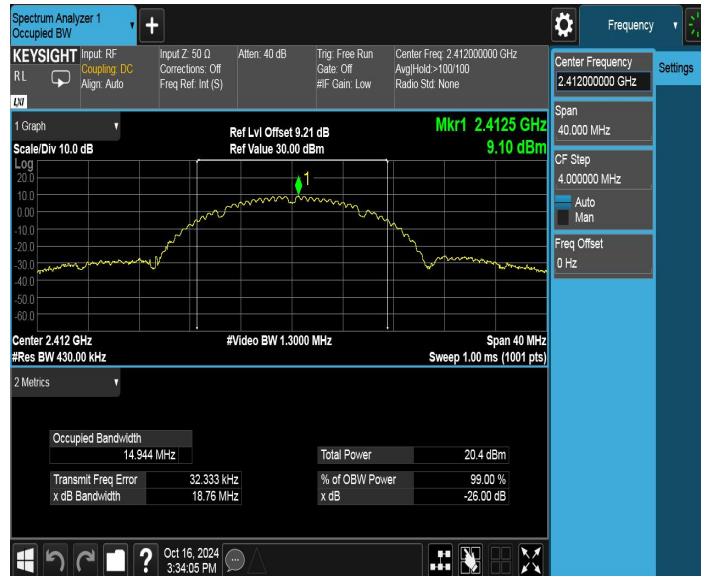 Spectrum Analyzer 1
Occupied BW
+
Frequency
KEYSIGHT
RL
LXI
Input: RF
Coupling: DC
Align: Auto
Input Z: 50 Ω
Corrections: Off
Freq Ref: Int (S)
Atten: 40 dB
Trig: Free Run
Gate: Off
#IF Gain: Low
Center Freq: 2.412000000 GHz
Avg|Hold:>100/100
Radio Std: None
Center Frequency
2.412000000 GHz
Settings
Span
40.000 MHz
CF Step
4.000000 MHz
Auto
Man
Freq Offset
0 Hz
1 Graph
Scale/Div 10.0 dB
Ref Lvl Offset 9.21 dB
Ref Value 30.00 dBm
Mkr1 2.4125 GHz
9.10 dBm
Log
20.0
10.0
0.00
-10.0
-20.0
-30.0
-40.0
-50.0
-60.0
1
Center 2.412 GHz
#Res BW 430.00 kHz
#Video BW 1.3000 MHz
Span 40 MHz
Sweep 1.00 ms (1001 pts)
2 Metrics
Occupied Bandwidth
14.944 MHz
Total Power 20.4 dBm
Transmit Freq Error 32.333 kHz
% of OBW Power 99.00 %
x dB Bandwidth 18.76 MHz
x dB -26.00 dB
?
Oct 16, 2024
3:34:05 PM